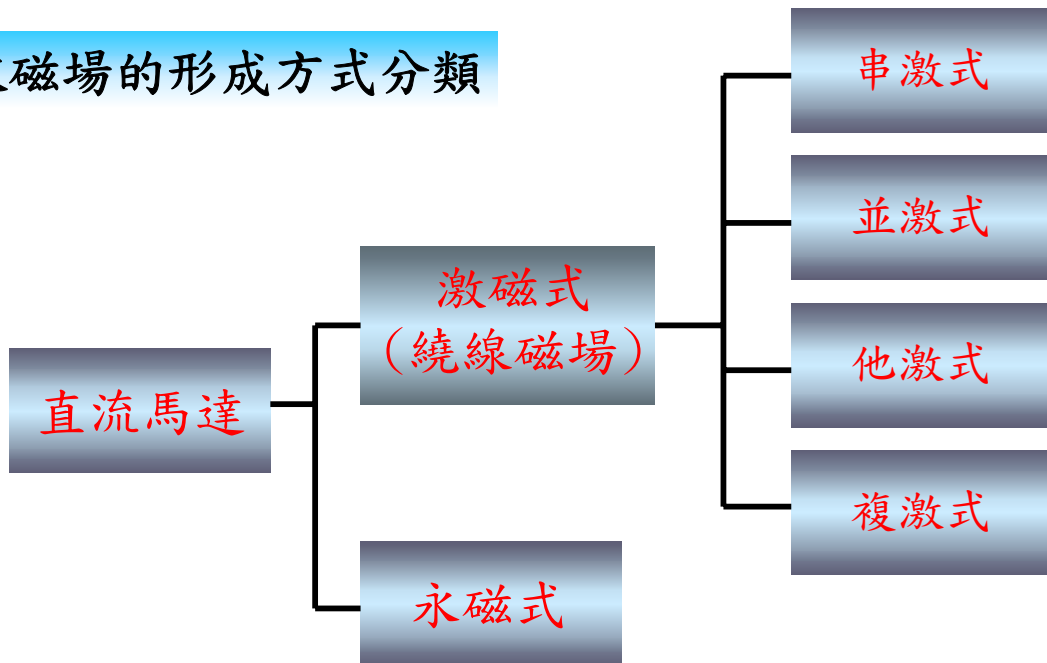 磁場的形成方式分類
串激式
並激式
激磁式
(繞線磁場)
他激式
直流馬達
複激式
永磁式